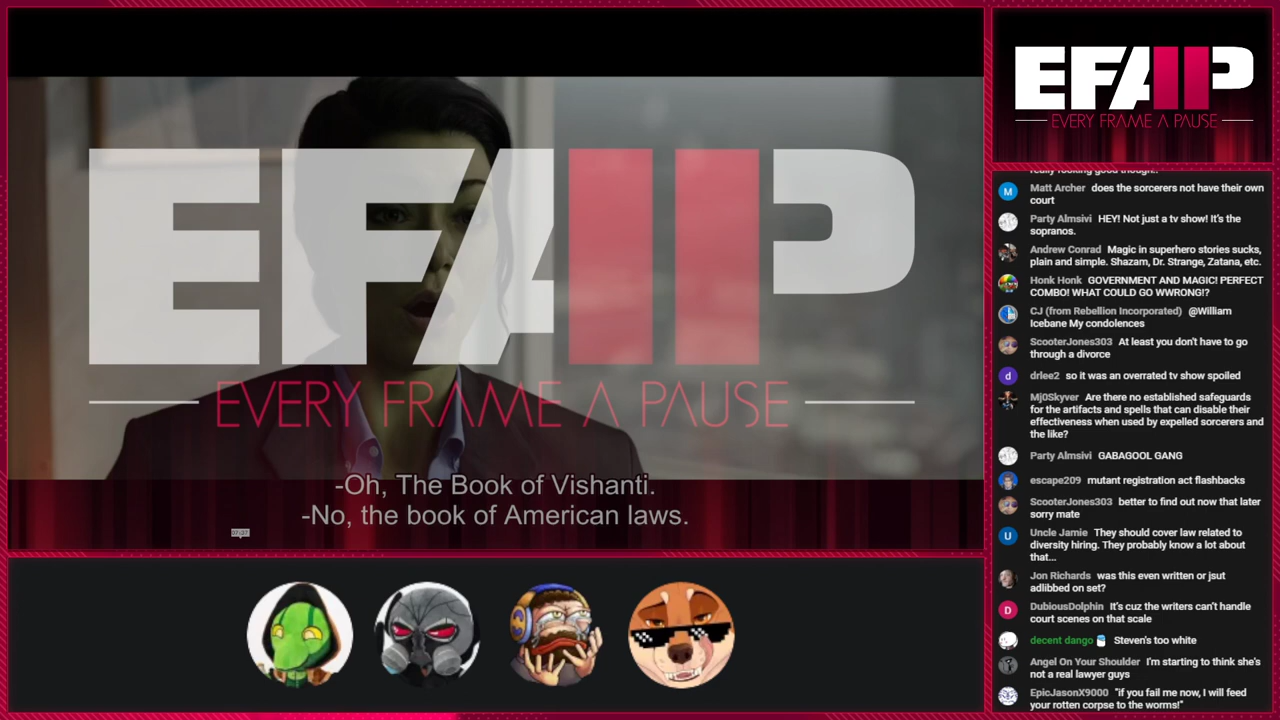 EFAP
EVERY FRAME A PAUSE
-Oh, The Book of Vishanti.
-No, the book of American laws.
EFAP
EVERY FRAME A PAUSE
really looking good though..
M Matt Archer does the sorcerers not have their own
court
Party Almsivi HEY! Not just a tv show! It's the
sopranos.
Andrew Conrad Magic in superhero stories sucks,
plain and simple. Shazam, Dr. Strange, Zatana, etc.
Honk Honk GOVERNMENT AND MAGIC! PERFECT
COMBO! WHAT COULD GO WWRONG!?
CJ (from Rebellion Incorporated) @William
Icebane My condolences
ScooterJones303 At least you don't have to go
through a divorce
d drlee2 so it was an overrated tv show spoiled
Mj0Skyver Are there no established safeguards
for the artifacts and spells that can disable their
effectiveness when used by expelled sorcerers and
the like?
Party Almsivi GABAGOOL GANG
escape209 mutant registration act flashbacks
ScooterJones303 better to find out now that later
sorry mate
U Uncle Jamie They should cover law related to
diversity hiring. They probably know a lot about
that...
Jon Richards was this even written or jsut
adlibbed on set?
D DubiousDolphin It's cuz the writers can't handle
court scenes on that scale
decent dango Steven's too white
Angel On Your Shoulder I'm starting to think she's
not a real lawyer guys
EpicJasonX9000 "if you fail me now, I will feed
your rotten corpse to the worms!"